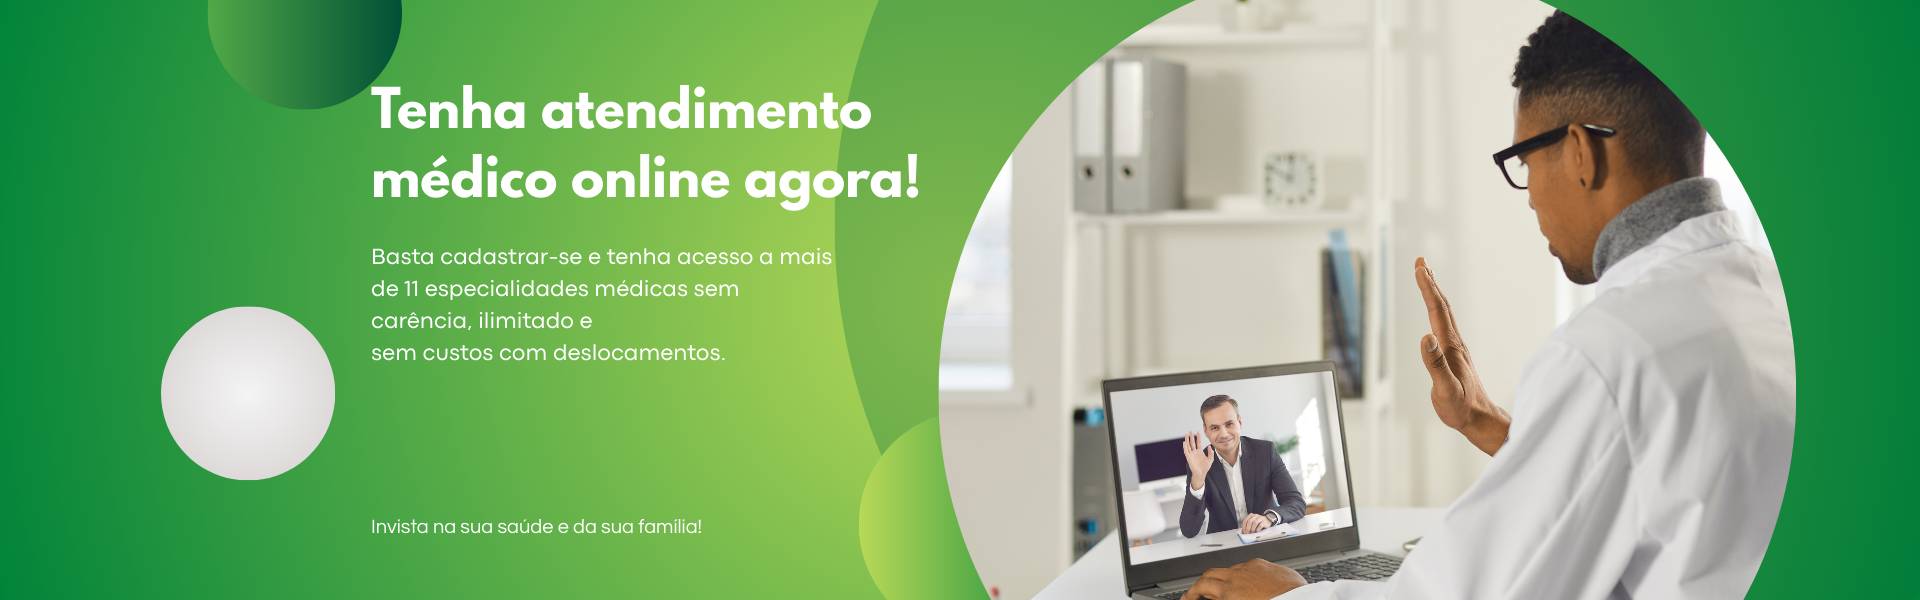 Tenha atendimento
médico online agora!
Basta cadastrar-se e tenha acesso a mais
de 11 especialidades médicas sem
carência, ilimitado e
sem custos com deslocamentos.
Invista na sua saúde e da sua família!